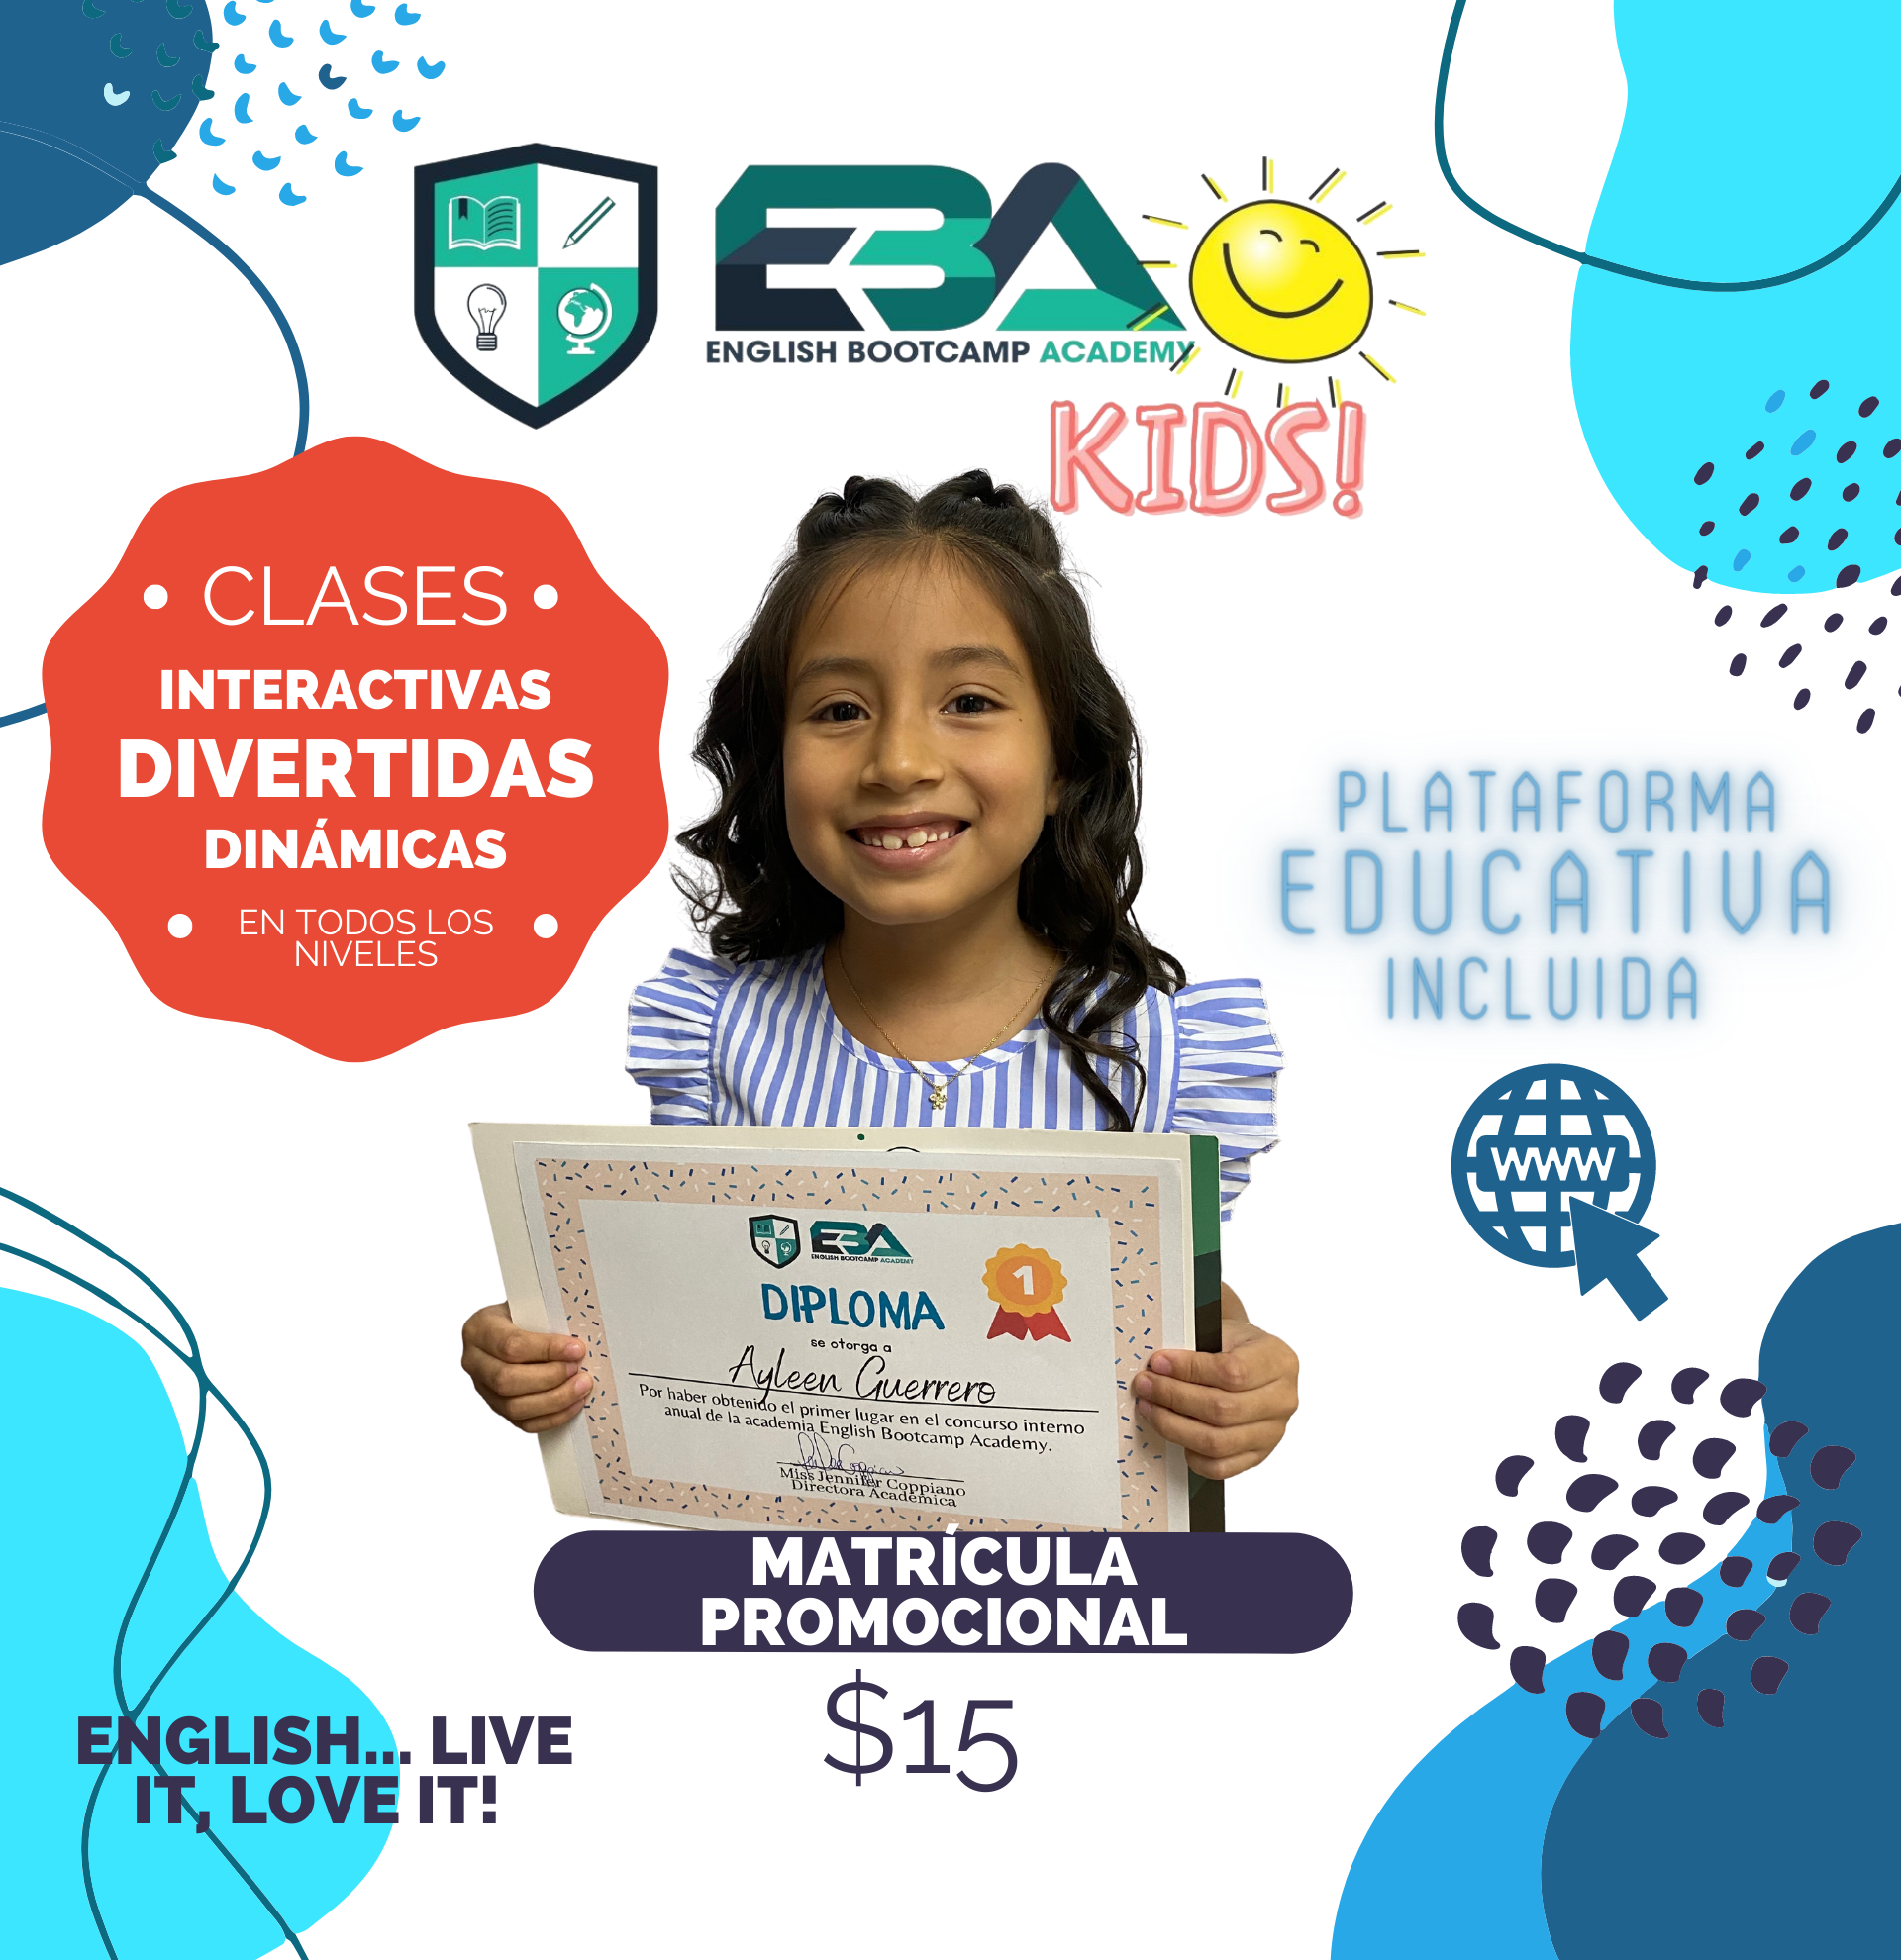 EBA
ENGLISH BOOTCAMP ACADEMY
KIDS!
CLASES
INTERACTIVAS
DIVERTIDAS
DINÁMICAS
EN TODOS LOS
NIVELES
PLATAFORMA
EDUCATIVA
INCLUIDA
WWW
EBA
ENGLISH BOOTCAMP ACADEMY
1
DIPLOMA
se otorga a
Ayleen Guerrero
Por haber obtenido el primer lugar en el concurso interno
anual de la academia English Bootcamp Academy.
Miss Jennifer Coppiano
Directora Académica
MATRÍCULA
PROMOCIONAL
$15
ENGLISH... LIVE
IT, LOVE IT!